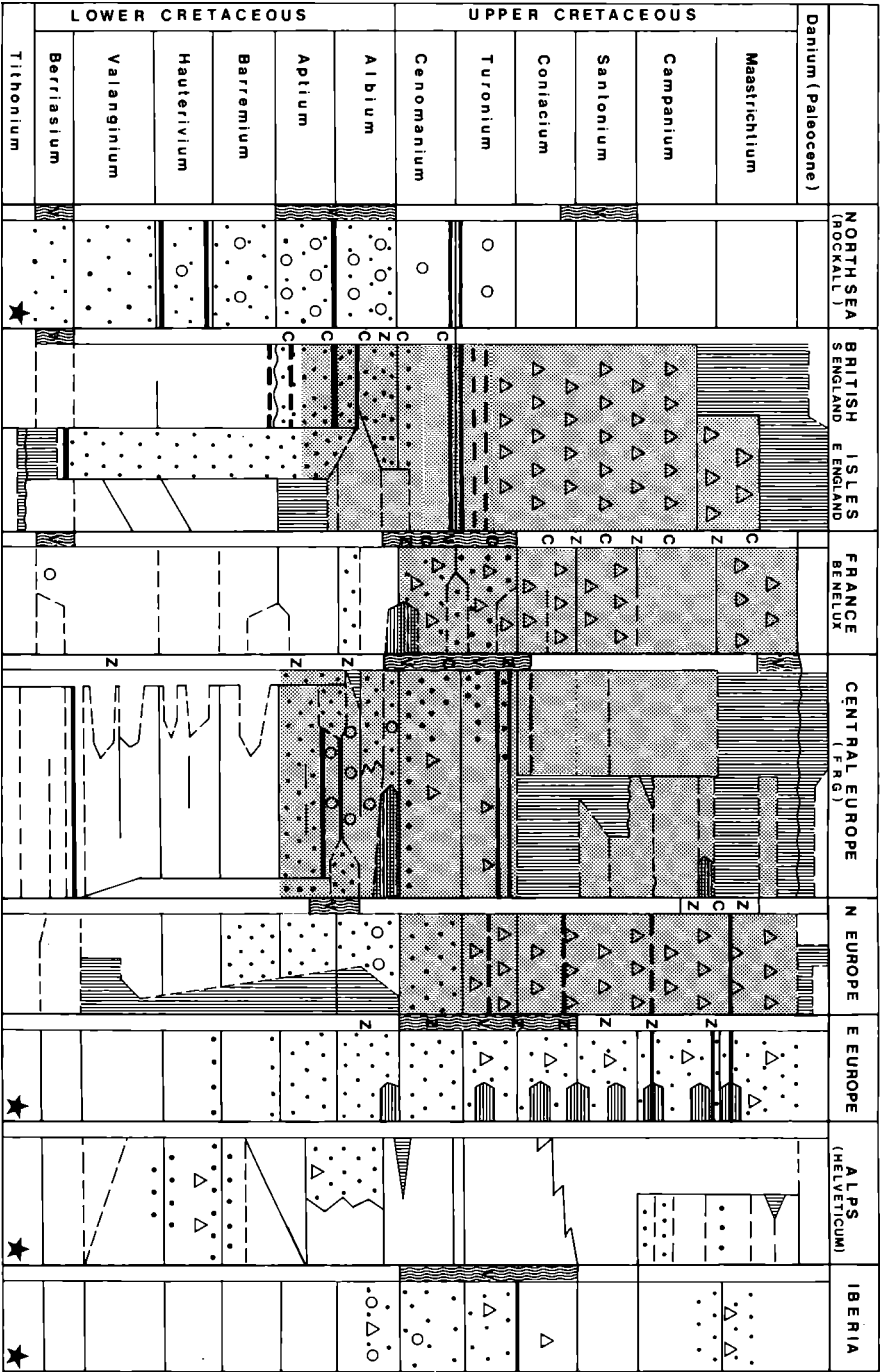 NORTH SEA
(ROCKALL)
BRITISH ISLES
S ENGLAND E ENGLAND
FRANCE
BENELUX
CENTRAL EUROPE
(FRG)
N EUROPE
E EUROPE
ALPS
(HELVETICUM)
IBERIA
Danium (Paleocene)
UPPER CRETACEOUS
Maastrichtium
Campanium
Santonium
Coniacium
Turonium
Cenomanium
LOWER CRETACEOUS
Albium
Aptium
Barremium
Hauterivium
Valanginium
Berriasium
Tithonium
V
V
V
C
C
Z
C
C
V
C
Z
C
Z
C
Z
C
C
V
C
Z
V
V
Z
V
C
V
Z
Z
Z
Z
C
Z
V
Z
Z
Z
Z
Z
V
Z
Z
V